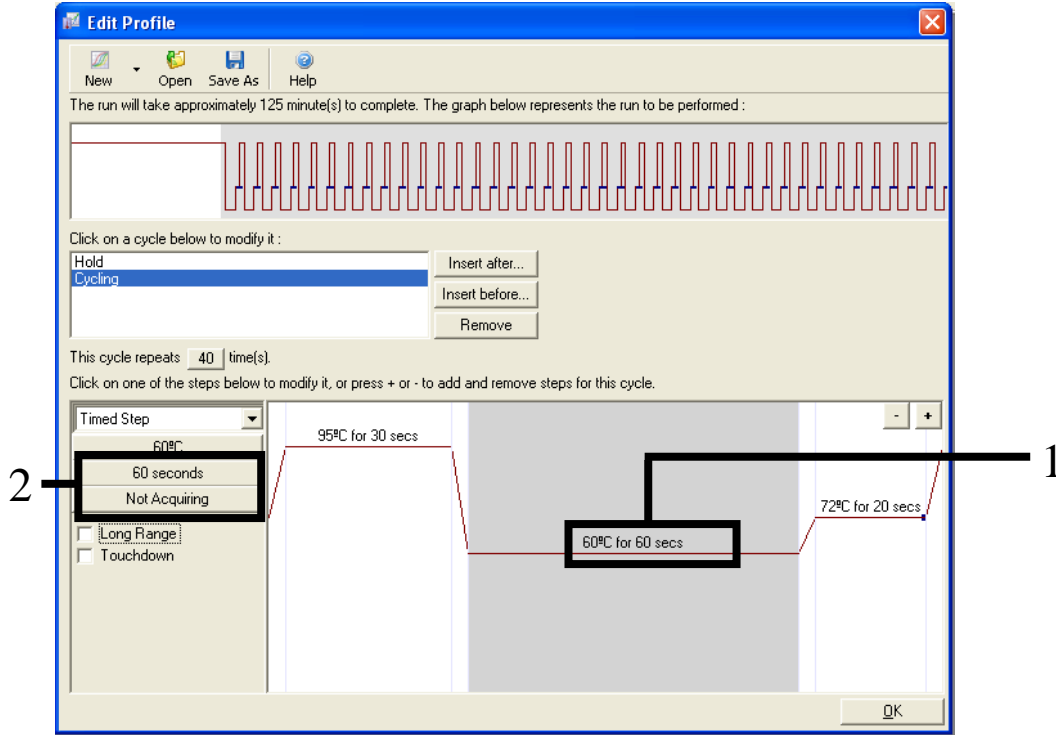 Edit Profile
New Open Save As Help
The run will take approximately 125 minute(s) to complete. The graph below represents the run to be performed :
Click on a cycle below to modify it :
Hold
Cycling
Insert after...
Insert before...
Remove
This cycle repeats 40 time(s).
Click on one of the steps below to modify it, or press + or - to add and remove steps for this cycle.
Timed Step
- +
95ºC for 30 secs
60ºC
1
60 seconds
2
Not Acquiring
72ºC for 20 secs
Long Range
60ºC for 60 secs
Touchdown
OK